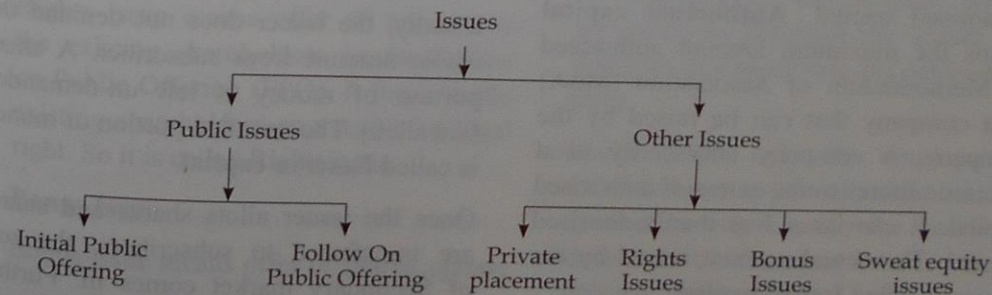 Issues
Public Issues
Other Issues
Initial Public
Offering
Follow On
Public Offering
Private
placement
Rights
Issues
Bonus
Issues
Sweat equity
issues